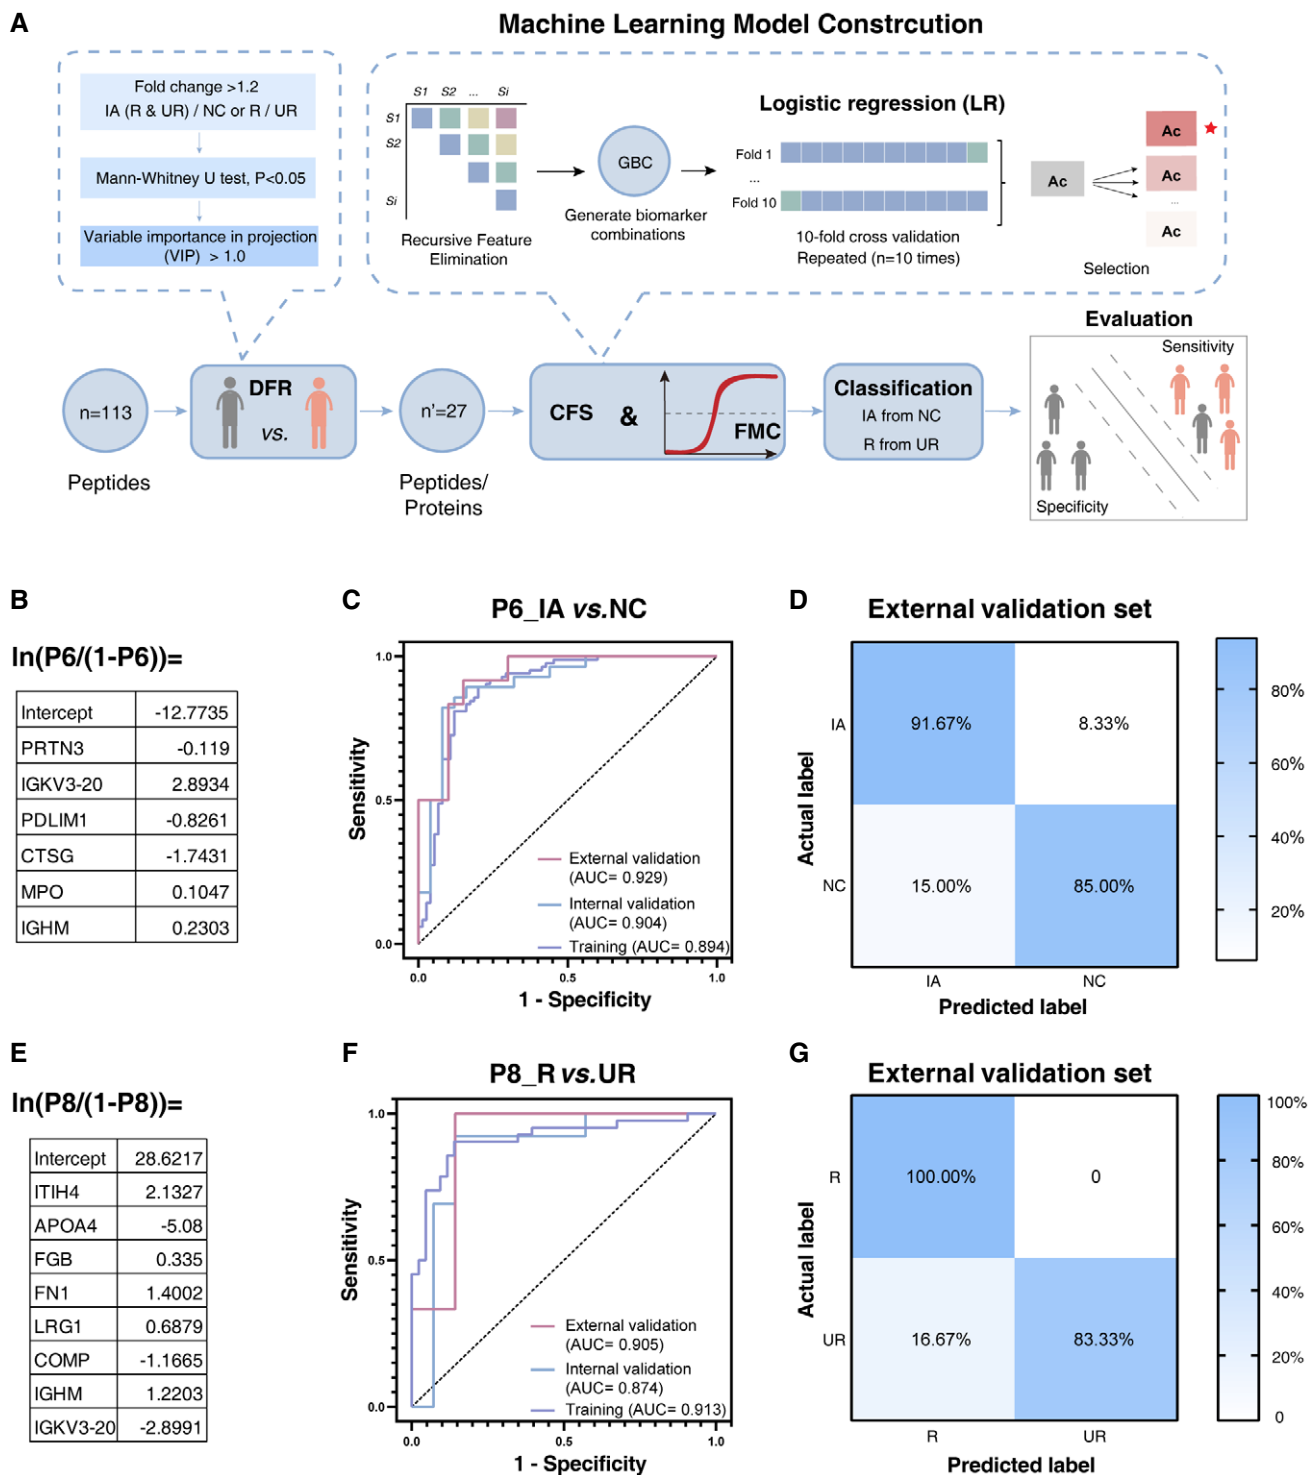 A
Machine Learning Model Constrcution
Fold change >1.2
IA (R & UR) / NC or R / UR
Mann-Whitney U test, P<0.05
Variable importance in projection
(VIP) > 1.0
S1 S2 ... Si
S1
S2
Si
Recursive Feature
Elimination
GBC
Generate biomarker
combinations
Logistic regression (LR)
Fold 1
...
Fold 10
10-fold cross validation
Repeated (n=10 times)
Ac
Ac
Ac
...
Ac
Selection
n=113
Peptides
DFR
vs.
n'=27
Peptides/
Proteins
CFS & FMC
Classification
IA from NC
R from UR
Evaluation
Sensitivity
Specificity
B
ln(P6/(1-P6))=
Intercept -12.7735
PRTN3 -0.119
IGKV3-20 2.8934
PDLIM1 -0.8261
CTSG -1.7431
MPO 0.1047
IGHM 0.2303
C
P6_IA vs.NC
Sensitivity
1.0
0.5
0.0
External validation
(AUC= 0.929)
Internal validation
(AUC= 0.904)
Training (AUC= 0.894)
0.0 0.5 1.0
1 - Specificity
D
External validation set
Actual label
IA 91.67% 8.33%
NC 15.00% 85.00%
IA NC
Predicted label
80%
60%
40%
20%
E
ln(P8/(1-P8))=
Intercept 28.6217
ITIH4 2.1327
APOA4 -5.08
FGB 0.335
FN1 1.4002
LRG1 0.6879
COMP -1.1665
IGHM 1.2203
IGKV3-20 -2.8991
F
P8_R vs.UR
Sensitivity
1.0
0.5
0.0
External validation
(AUC= 0.905)
Internal validation
(AUC= 0.874)
Training (AUC= 0.913)
0.0 0.5 1.0
1 - Specificity
G
External validation set
Actual label
R 100.00% 0
UR 16.67% 83.33%
R UR
Predicted label
100%
80%
60%
40%
20%
0